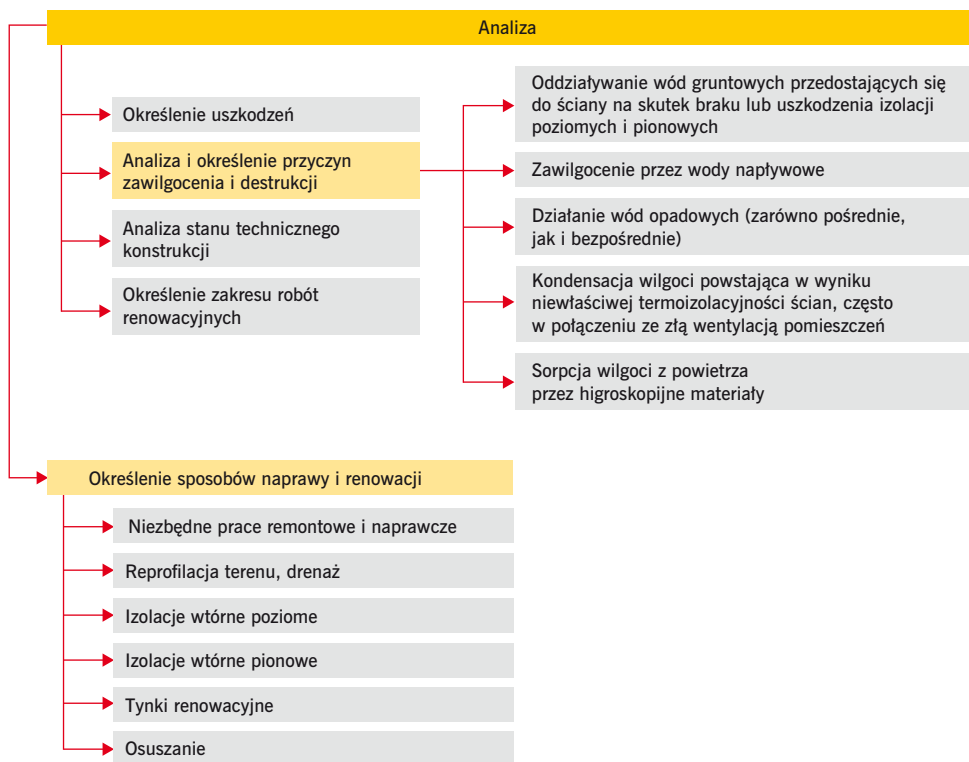 Analiza
Określenie uszkodzeń
Analiza i określenie przyczyn
zawilgocenia i destrukcji
Analiza stanu technicznego
konstrukcji
Określenie zakresu robót
renowacyjnych
Oddziaływanie wód gruntowych przedostających się
do ściany na skutek braku lub uszkodzenia izolacji
poziomych i pionowych
Zawilgocenie przez wody napływowe
Działanie wód opadowych (zarówno pośrednie,
jak i bezpośrednie)
Kondensacja wilgoci powstająca w wyniku
niewłaściwej termoizolacyjności ścian, często
w połączeniu ze złą wentylacją pomieszczeń
Sorpcja wilgoci z powietrza
przez higroskopijne materiały
Określenie sposobów naprawy i renowacji
Niezbędne prace remontowe i naprawcze
Reprofilacja terenu, drenaż
Izolacje wtórne poziome
Izolacje wtórne pionowe
Tynki renowacyjne
Osuszanie